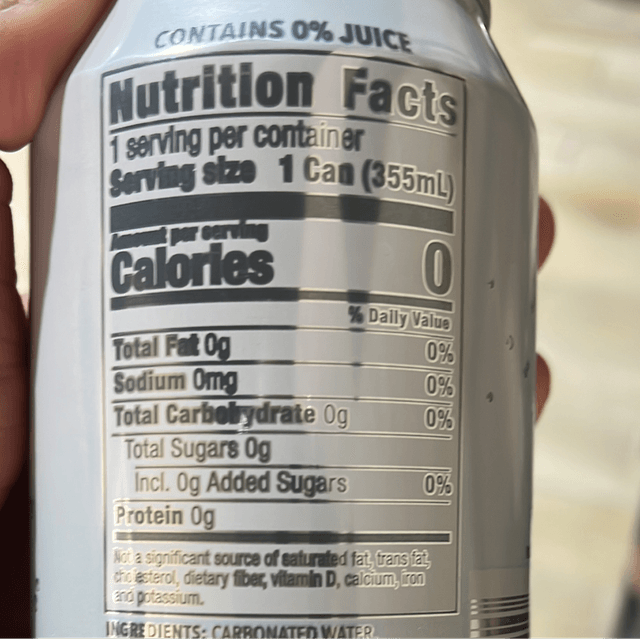 CONTAINS 0% JUICE
Nutrition Facts
1 serving per container
Serving size 1 Can (355mL)
Amount per serving
Calories 0
% Daily Value
Total Fat 0g 0%
Sodium 0mg 0%
Total Carbohydrate 0g 0%
Total Sugars 0g
Incl. 0g Added Sugars 0%
Protein 0g
Not a significant source of saturated fat, trans fat,
cholesterol, dietary fiber, vitamin D, calcium, iron
and potassium.
INGREDIENTS: CARBONATED WATER,